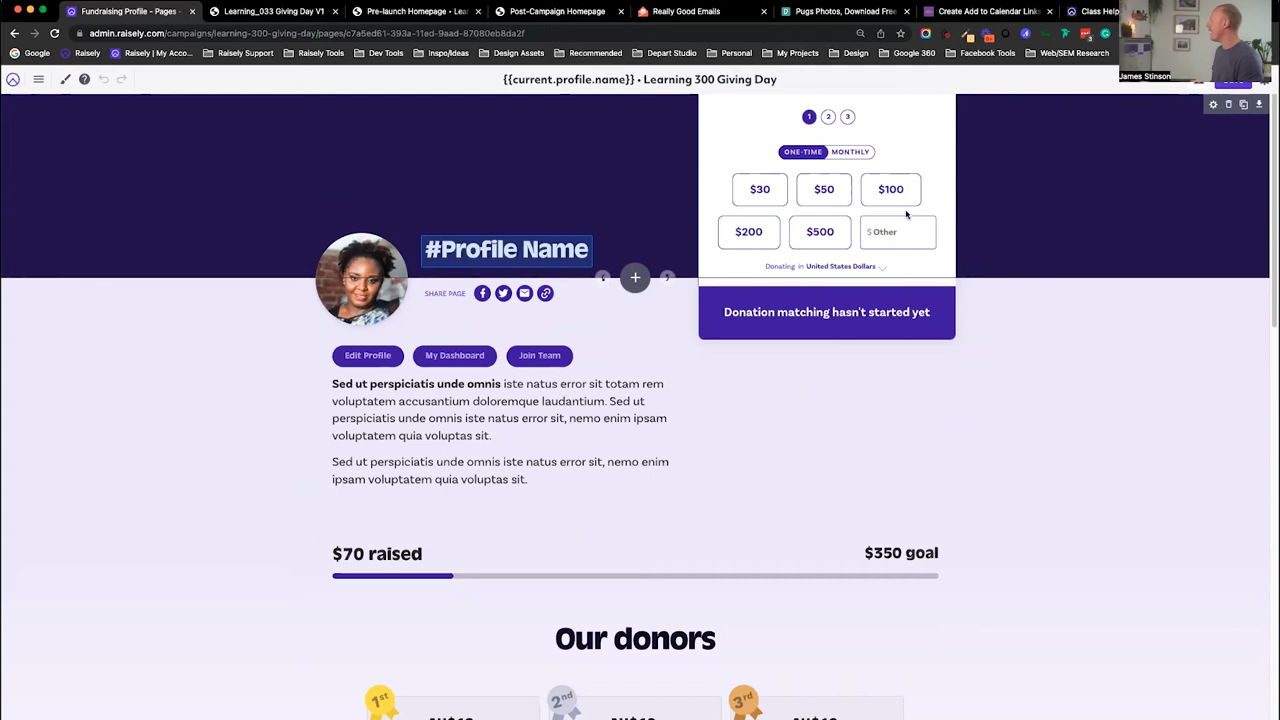 Fundraising Profile - Pages -
Learning_033 Giving Day V1
Pre-launch Homepage • Lear
Post-Campaign Homepage
Really Good Emails
Pugs Photos, Download Free
Create Add to Calendar Links
Class Help
admin.raisely.com/campaigns/learning-300-giving-day/pages/c7a5ed61-393a-11ed-9aad-87080eb8da2f
Google
Raisely
Raisely | My Acco...
Raisely Support
Raisely Tools
Dev Tools
Inspo/Ideas
Design Assets
Recommended
Depart Studio
Personal
My Projects
Design
Google 360
Facebook Tools
Web/SEM Research
James Stinson
{{current.profile.name}} • Learning 300 Giving Day
1 2 3
ONE-TIME MONTHLY
$30 $50 $100
$200 $500 $ Other
Donating in United States Dollars
Donation matching hasn't started yet
#Profile Name
SHARE PAGE
Edit Profile
My Dashboard
Join Team
Sed ut perspiciatis unde omnis iste natus error sit totam rem
voluptatem accusantium doloremque laudantium. Sed ut
perspiciatis unde omnis iste natus error sit, nemo enim ipsam
voluptatem quia voluptas sit.
Sed ut perspiciatis unde omnis iste natus error sit, nemo enim
ipsam voluptatem quia voluptas sit.
$70 raised
$350 goal
Our donors
1st
2nd
3rd